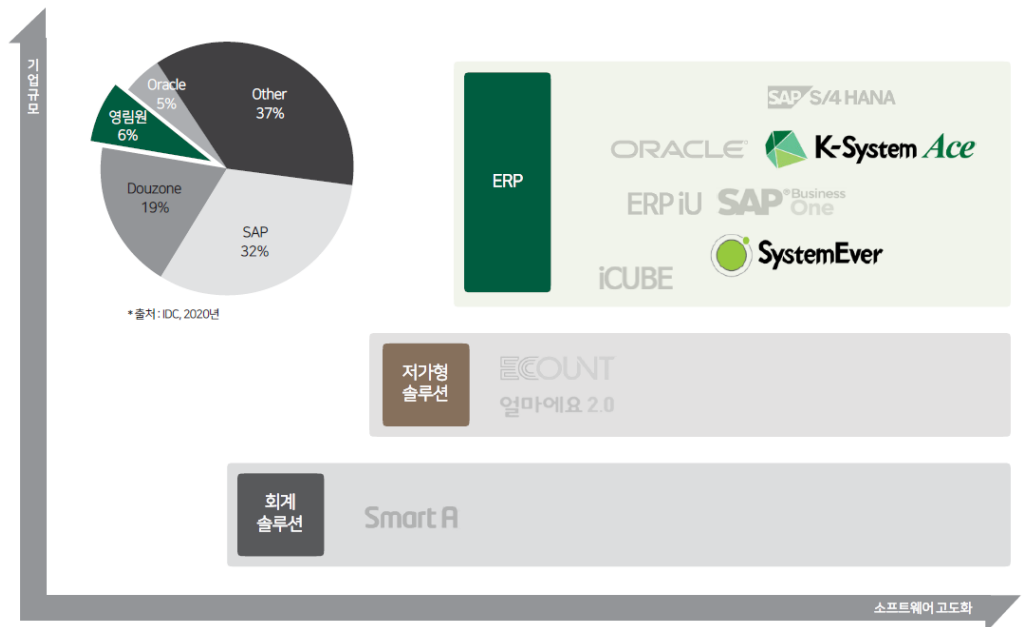 기업규모
Oracle
5%
Other
37%
영림원
6%
Douzone
19%
SAP
32%
* 출처 : IDC, 2020년
ERP
SAP S/4 HANA
ORACLE
K-System Ace
ERP iU
SAP Business One
SystemEver
iCUBE
저가형
솔루션
ECOUNT
얼마에요 2.0
회계
솔루션
Smart A
소프트웨어 고도화